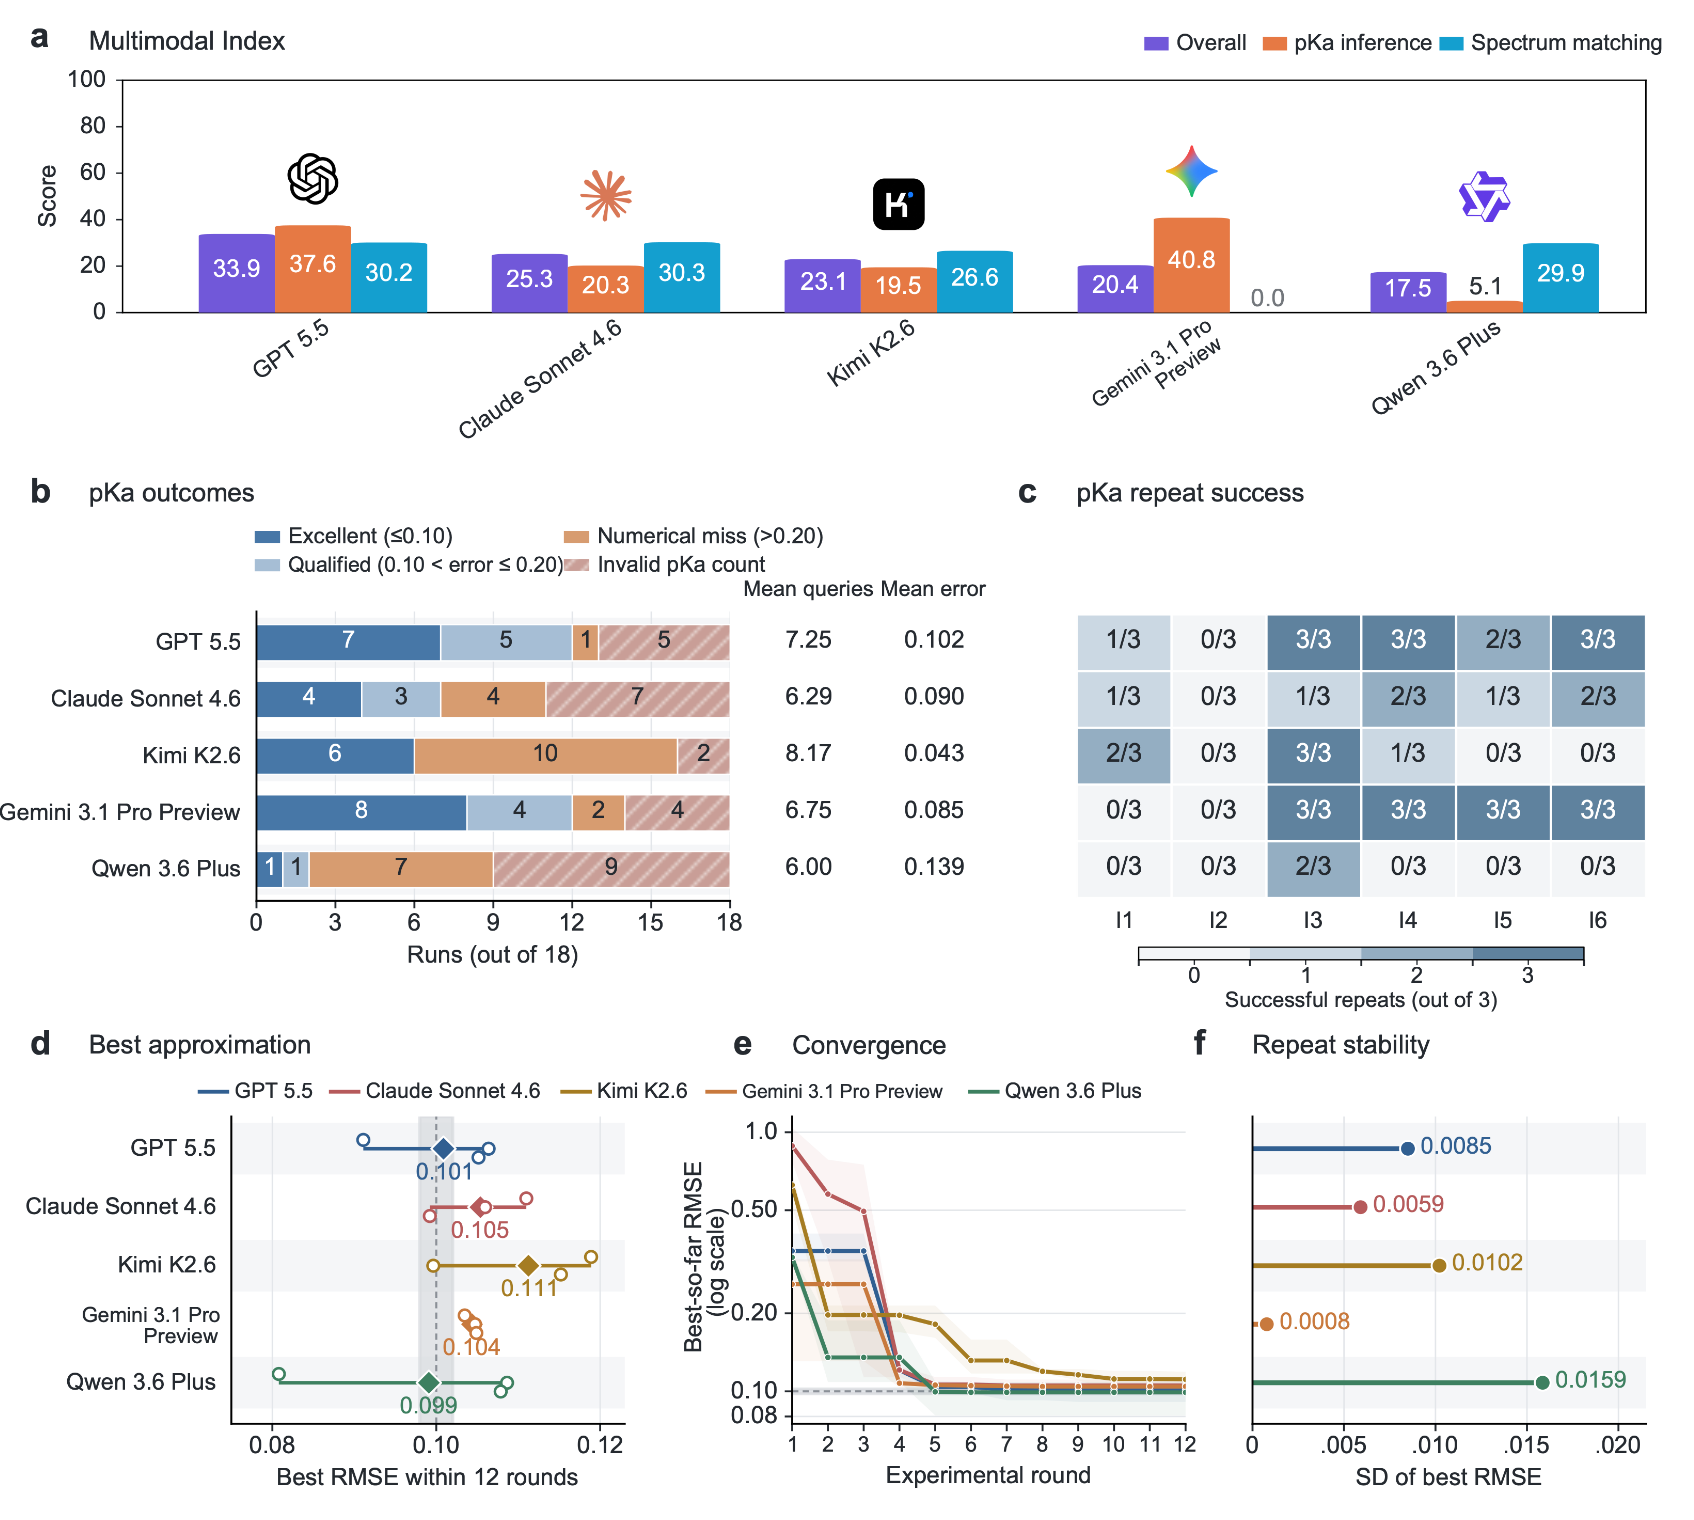 a Multimodal Index
Overall pKa inference Spectrum matching
100
80
60
40
20
0
Score
33.9 37.6 30.2
25.3 20.3 30.3
23.1 19.5 26.6
20.4 40.8 0.0
17.5 5.1 29.9
GPT 5.5
Claude Sonnet 4.6
Kimi K2.6
Gemini 3.1 Pro
Preview
Qwen 3.6 Plus
b pKa outcomes
Excellent (≤0.10) Numerical miss (>0.20)
Qualified (0.10 < error ≤ 0.20) Invalid pKa count
Mean queries Mean error
GPT 5.5 7 5 1 5 7.25 0.102
Claude Sonnet 4.6 4 3 4 7 6.29 0.090
Kimi K2.6 6 10 2 8.17 0.043
Gemini 3.1 Pro Preview 8 4 2 4 6.75 0.085
Qwen 3.6 Plus 1 1 7 9 6.00 0.139
0 3 6 9 12 15 18
Runs (out of 18)
c pKa repeat success
1/3 0/3 3/3 3/3 2/3 3/3
1/3 0/3 1/3 2/3 1/3 2/3
2/3 0/3 3/3 1/3 0/3 0/3
0/3 0/3 3/3 3/3 3/3 3/3
0/3 0/3 2/3 0/3 0/3 0/3
I1 I2 I3 I4 I5 I6
0 1 2 3
Successful repeats (out of 3)
d Best approximation
GPT 5.5 Claude Sonnet 4.6 Kimi K2.6 Gemini 3.1 Pro Preview Qwen 3.6 Plus
GPT 5.5
0.101
Claude Sonnet 4.6
0.105
Kimi K2.6
0.111
Gemini 3.1 Pro
Preview
0.104
Qwen 3.6 Plus
0.099
0.08 0.10 0.12
Best RMSE within 12 rounds
e Convergence
Best-so-far RMSE
(log scale)
1.0
0.50
0.20
0.10
0.08
1 2 3 4 5 6 7 8 9 10 11 12
Experimental round
f Repeat stability
0.0085
0.0059
0.0102
0.0008
0.0159
0 .005 .010 .015 .020
SD of best RMSE